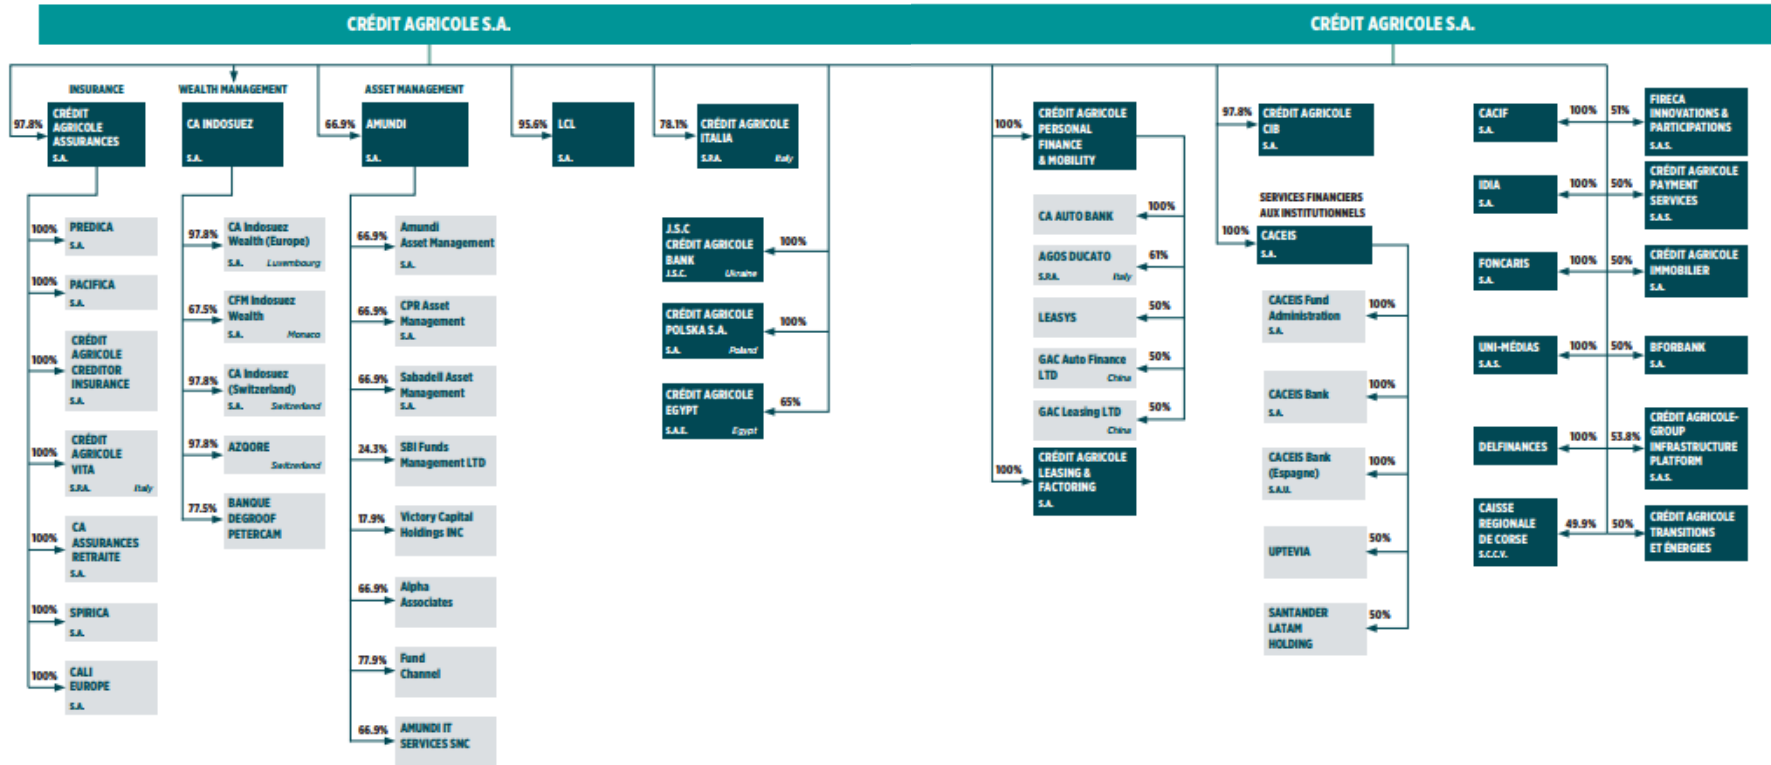 CRÉDIT AGRICOLE S.A.
CRÉDIT AGRICOLE S.A.
INSURANCE
97.8%
CRÉDIT
AGRICOLE
ASSURANCES
S.A.
100%
PREDICA
S.A.
100%
PACIFICA
S.A.
100%
CRÉDIT
AGRICOLE
CREDITOR
INSURANCE
S.A.
100%
CRÉDIT
AGRICOLE
VITA
S.P.A. Italy
100%
CA
ASSURANCES
RETRAITE
S.A.
100%
SPIRICA
S.A.
100%
CALI
EUROPE
S.A.
WEALTH MANAGEMENT
CA INDOSUEZ
S.A.
97.8%
CA Indosuez
Wealth (Europe)
S.A. Luxembourg
67.5%
CFM Indosuez
Wealth
S.A. Monaco
97.8%
CA Indosuez
(Switzerland)
S.A. Switzerland
97.8%
AZQORE
Switzerland
77.5%
BANQUE
DEGROOF
PETERCAM
ASSET MANAGEMENT
66.9%
AMUNDI
S.A.
66.9%
Amundi
Asset Management
S.A.
66.9%
CPR Asset
Management
S.A.
66.9%
Sabadell Asset
Management
S.A.
24.3%
SBI Funds
Management LTD
17.9%
Victory Capital
Holdings INC
66.9%
Alpha
Associates
77.9%
Fund
Channel
66.9%
AMUNDI IT
SERVICES SNC
95.6%
LCL
S.A.
78.1%
CRÉDIT AGRICOLE
ITALIA
S.P.A. Italy
J.S.C
CRÉDIT AGRICOLE
BANK
J.S.C. Ukraine
100%
CRÉDIT AGRICOLE
POLSKA S.A.
S.A. Poland
100%
CRÉDIT AGRICOLE
EGYPT
S.A.E. Egypt
65%
100%
CRÉDIT AGRICOLE
PERSONAL
FINANCE
& MOBILITY
CA AUTO BANK
100%
AGOS DUCATO
S.P.A. Italy
61%
LEASYS
50%
GAC Auto Finance
LTD
China
50%
GAC Leasing LTD
China
50%
100%
CRÉDIT AGRICOLE
LEASING &
FACTORING
S.A.
97.8%
CRÉDIT AGRICOLE
CIB
S.A.
SERVICES FINANCIERS
AUX INSTITUTIONNELS
100%
CACEIS
S.A.
CACEIS Fund
Administration
S.A.
100%
CACEIS Bank
S.A.
100%
CACEIS Bank
(Espagne)
S.A.U.
100%
UPTEVIA
50%
SANTANDER
LATAM
HOLDING
50%
CACIF
S.A.
100%
51%
FIRECA
INNOVATIONS &
PARTICIPATIONS
S.A.S.
IDIA
S.A.
100%
50%
CRÉDIT AGRICOLE
PAYMENT
SERVICES
S.A.S.
FONCARIS
S.A.
100%
50%
CRÉDIT AGRICOLE
IMMOBILIER
S.A.
UNI-MÉDIAS
S.A.S.
100%
50%
BFORBANK
S.A.
DELFINANCES
100%
53.8%
CRÉDIT AGRICOLE-
GROUP
INFRASTRUCTURE
PLATFORM
S.A.S.
CAISSE
REGIONALE
DE CORSE
S.C.C.V.
49.9%
50%
CRÉDIT AGRICOLE
TRANSITIONS
ET ÉNERGIES